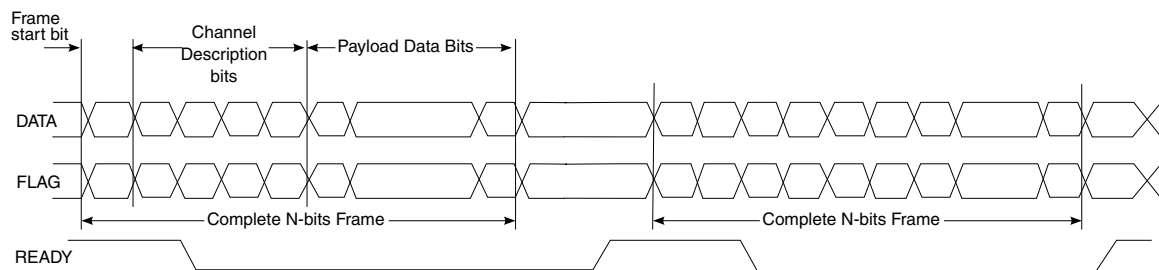 Frame
start bit
Channel
Description
bits
Payload Data Bits
DATA
FLAG
Complete N-bits Frame
Complete N-bits Frame
READY